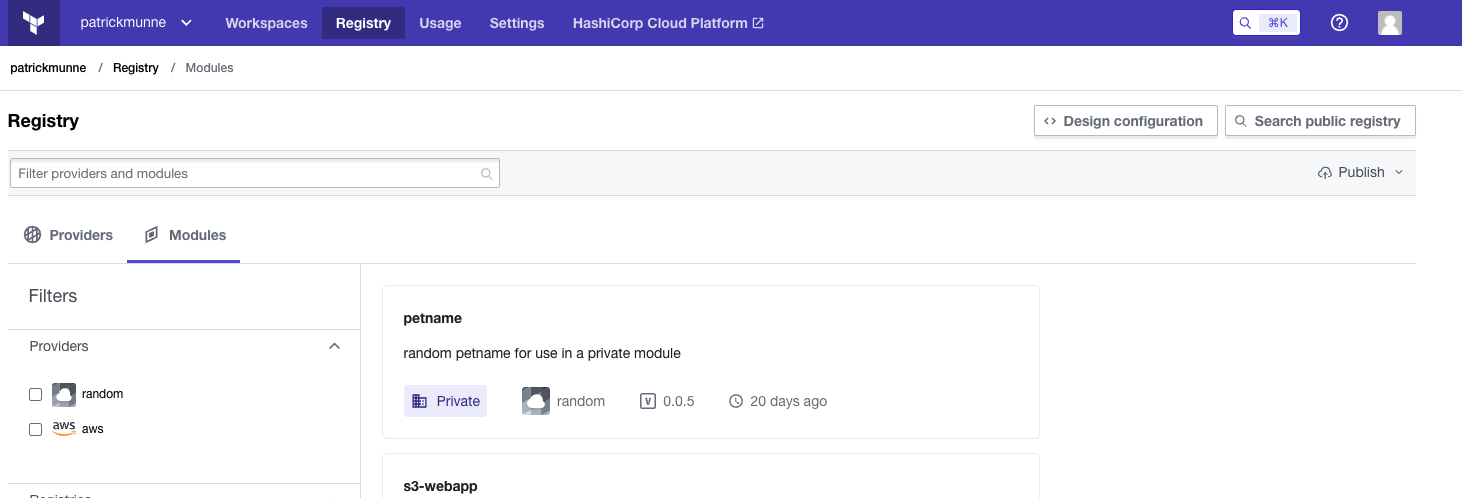 patrickmunne Workspaces Registry Usage Settings HashiCorp Cloud Platform ⌘K
patrickmunne / Registry / Modules
Registry
Design configuration Search public registry
Filter providers and modules Publish
Providers Modules
Filters
Providers
random
aws
Registries
petname
random petname for use in a private module
Private random V 0.0.5 20 days ago
s3-webapp